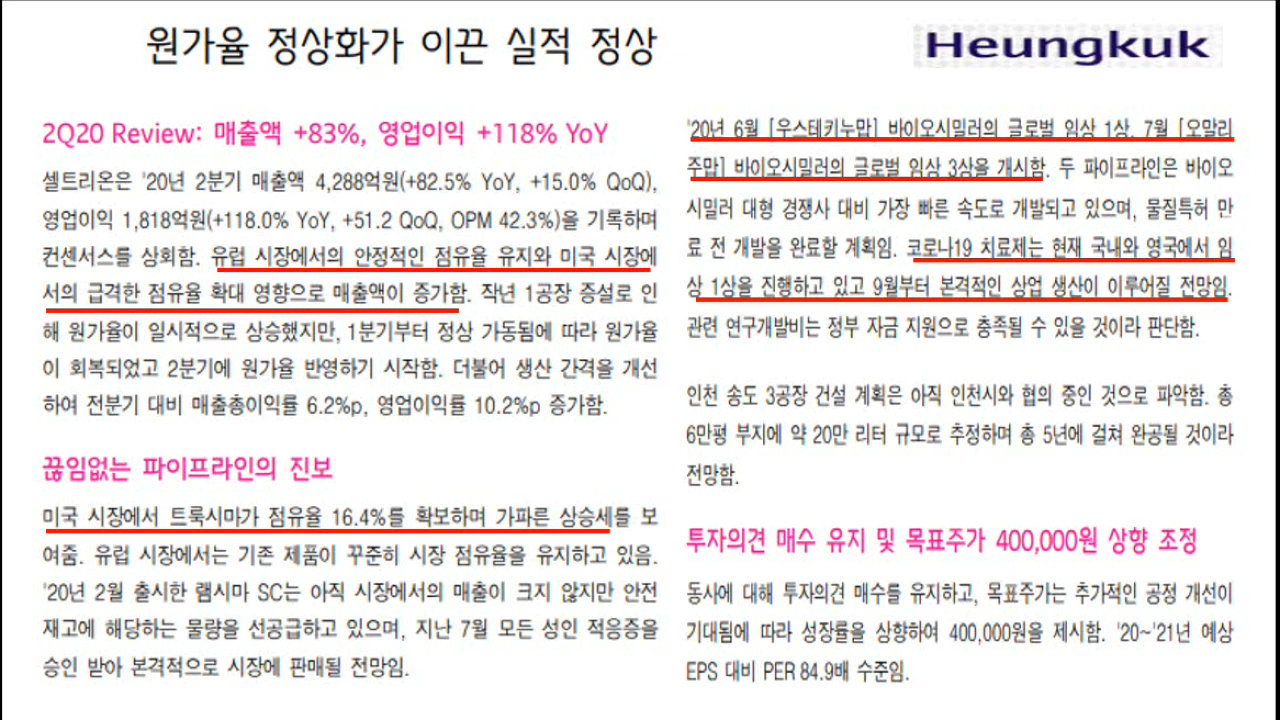 원가율 정상화가 이끈 실적 정상
Heungkuk
2Q20 Review: 매출액 +83%, 영업이익 +118% YoY
셀트리온은 '20년 2분기 매출액 4,288억원(+82.5% YoY, +15.0% QoQ),
영업이익 1,818억원(+118.0% YoY, +51.2 QoQ, OPM 42.3%)을 기록하며
컨센서스를 상회함. 유럽 시장에서의 안정적인 점유율 유지와 미국 시장에
서의 급격한 점유율 확대 영향으로 매출액이 증가함. 작년 1공장 증설로 인
해 원가율이 일시적으로 상승했지만, 1분기부터 정상 가동됨에 따라 원가율
이 회복되었고 2분기에 원가율 반영하기 시작함. 더불어 생산 간격을 개선
하여 전분기 대비 매출총이익률 6.2%p, 영업이익률 10.2%p 증가함.
끊임없는 파이프라인의 진보
미국 시장에서 트룩시마가 점유율 16.4%를 확보하며 가파른 상승세를 보
여줌. 유럽 시장에서는 기존 제품이 꾸준히 시장 점유율을 유지하고 있음.
'20년 2월 출시한 램시마 SC는 아직 시장에서의 매출이 크지 않지만 안전
재고에 해당하는 물량을 선공급하고 있으며, 지난 7월 모든 성인 적응증을
승인 받아 본격적으로 시장에 판매될 전망임.
'20년 6월 [우스테키누맙] 바이오시밀러의 글로벌 임상 1상, 7월 [오말리
주맙] 바이오시밀러의 글로벌 임상 3상을 개시함. 두 파이프라인은 바이오
시밀러 대형 경쟁사 대비 가장 빠른 속도로 개발되고 있으며, 물질특허 만
료 전 개발을 완료할 계획임. 코로나19 치료제는 현재 국내와 영국에서 임
상 1상을 진행하고 있고 9월부터 본격적인 상업 생산이 이루어질 전망임.
관련 연구개발비는 정부 자금 지원으로 충족될 수 있을 것이라 판단함.
인천 송도 3공장 건설 계획은 아직 인천시와 협의 중인 것으로 파악함. 총
6만평 부지에 약 20만 리터 규모로 추정하며 총 5년에 걸쳐 완공될 것이라
전망함.
투자의견 매수 유지 및 목표주가 400,000원 상향 조정
동사에 대해 투자의견 매수를 유지하고, 목표주가는 추가적인 공정 개선이
기대됨에 따라 성장률을 상향하여 400,000원을 제시함. '20~'21년 예상
EPS 대비 PER 84.9배 수준임.